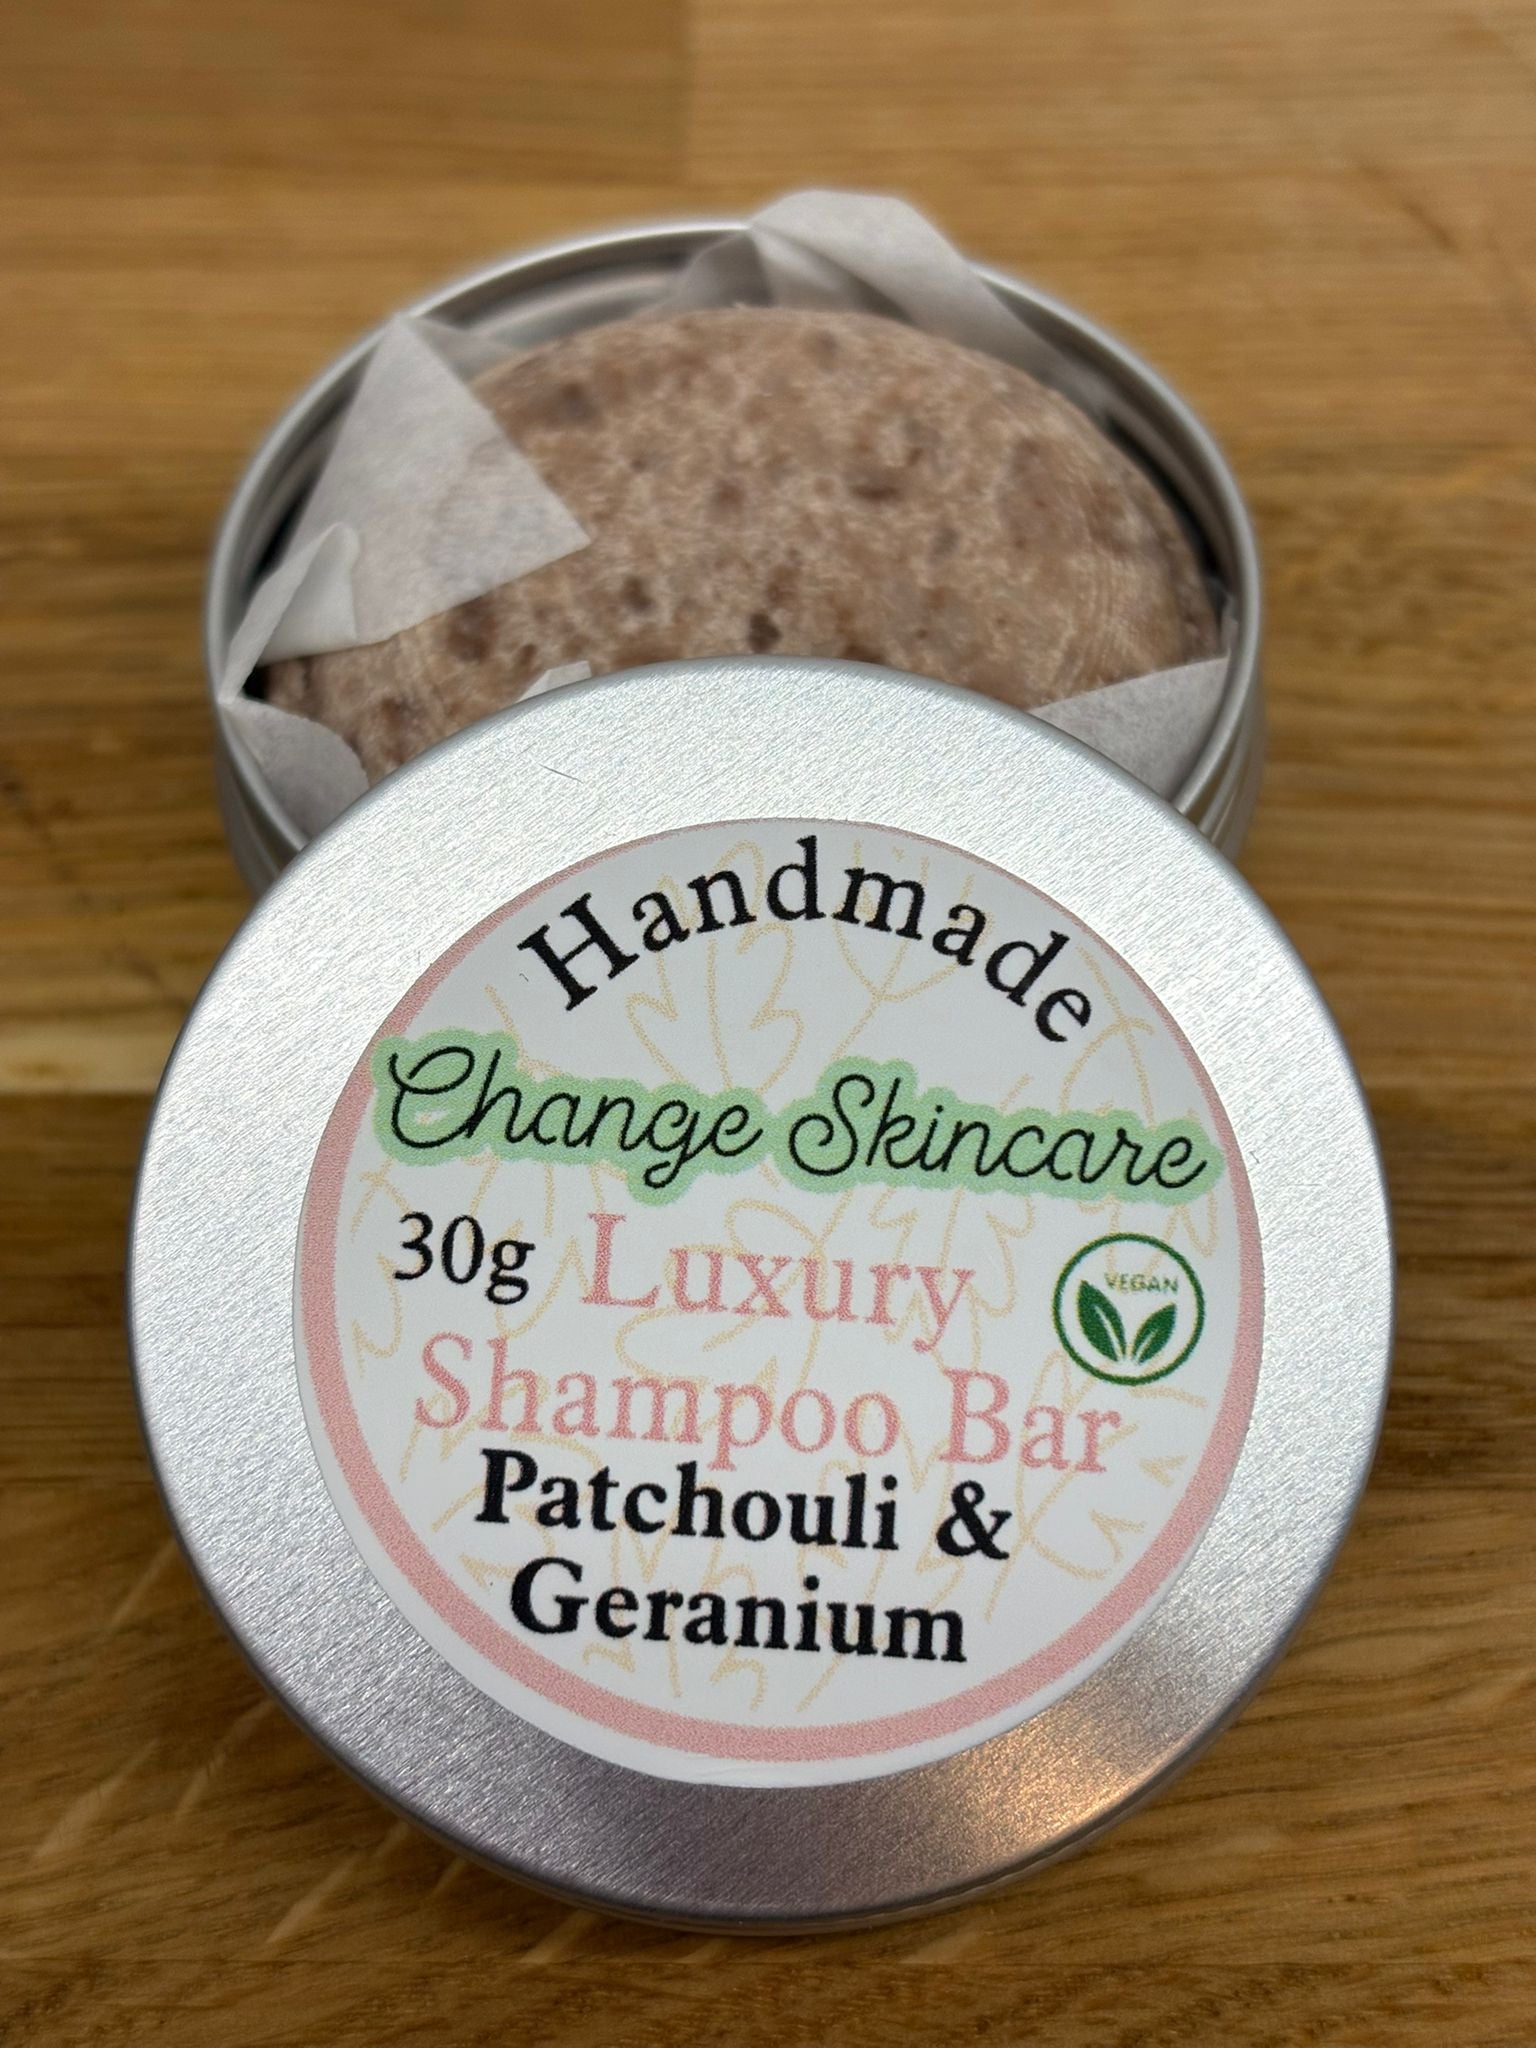 Handmade
Change Skincare
30g Luxury
VEGAN
Shampoo Bar
Patchouli &
Geranium